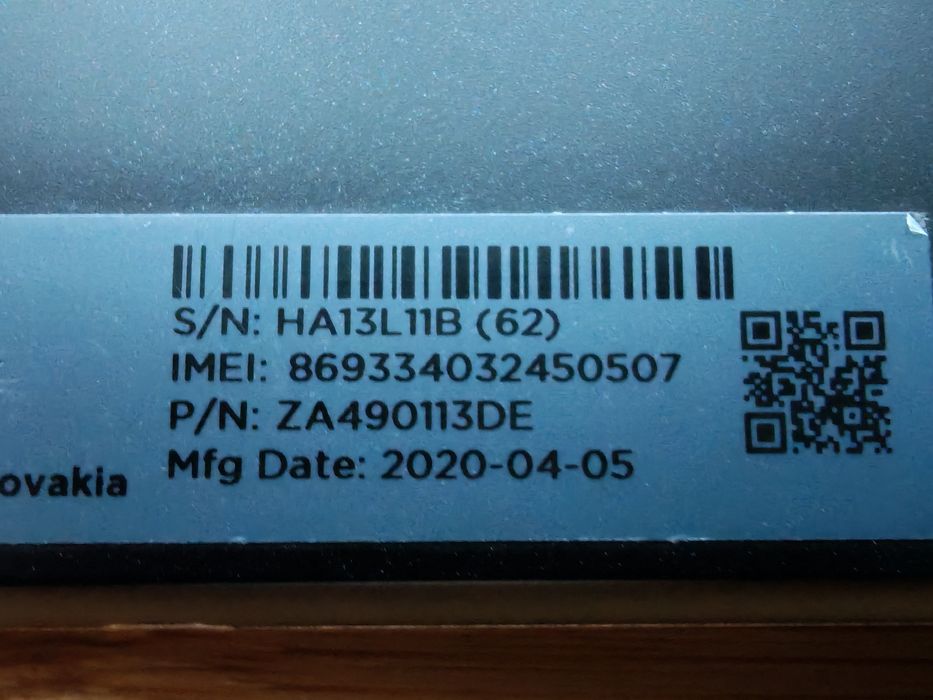 S/N: HA13L11B (62)
IMEI: 869334032450507
P/N: ZA490113DE
Mfg Date: 2020-04-05
ovakia